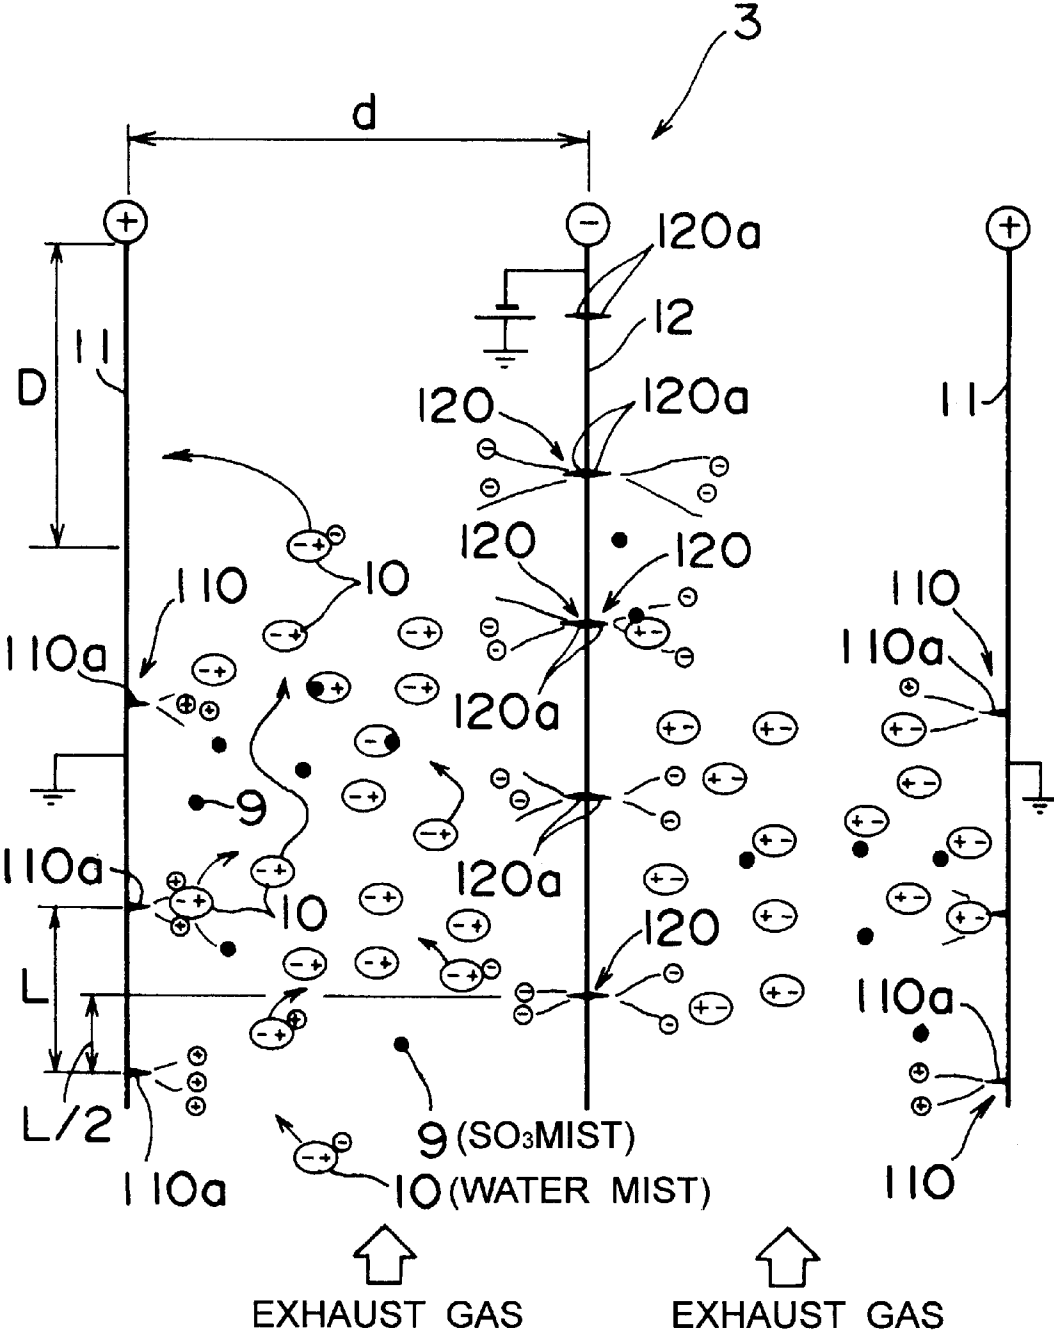 3
d
+
−
+
120a
12
11
D
120
120a
11
120
120
10
110
110
110a
110a
120a
9
110a
120a
10
120
L
110a
L/2
9 (SO₃MIST)
110a
10 (WATER MIST)
110
EXHAUST GAS
EXHAUST GAS